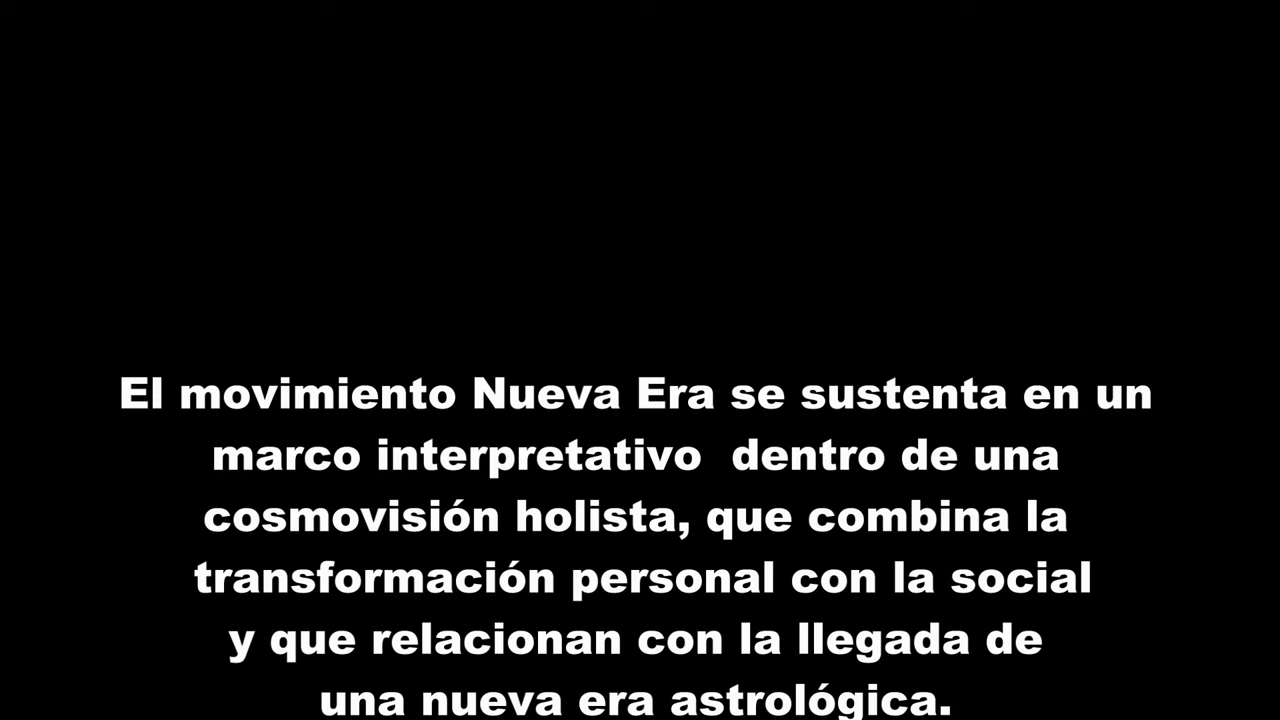 El movimiento Nueva Era se sustenta en un
marco interpretativo  dentro de una
cosmovisión holista, que combina la
transformación personal con la social
y que relacionan con la llegada de
una nueva era astrológica.